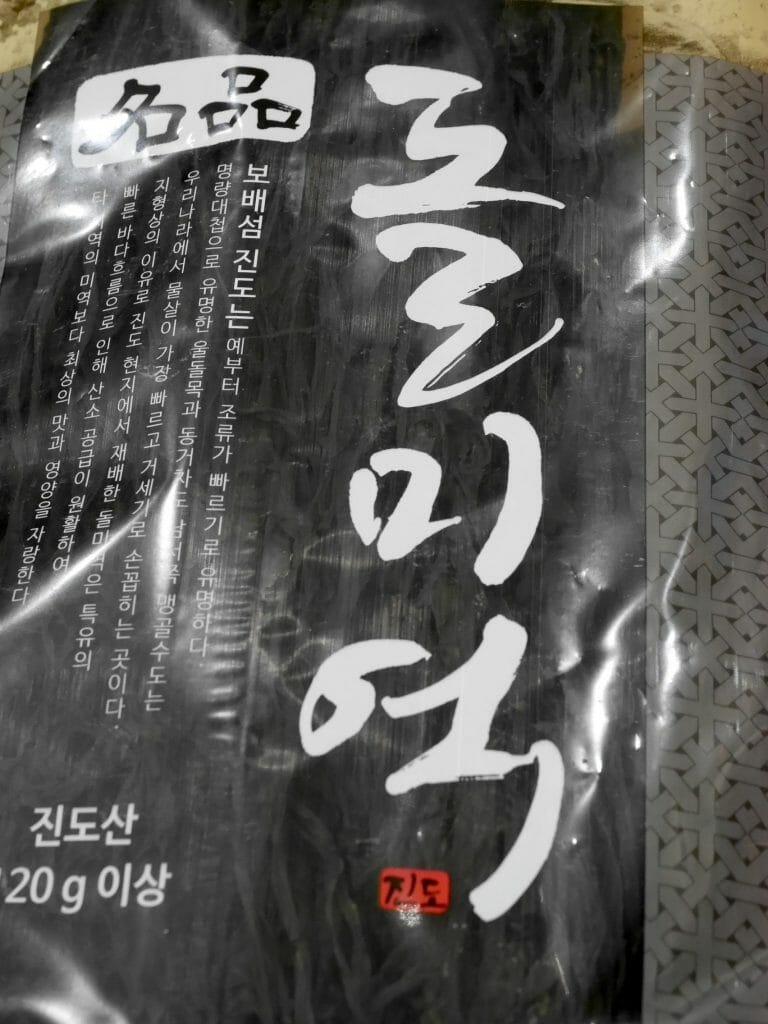 돌미역
진도
名品
보배섬 진도는 예부터 조류가 빠르기로 유명하다.
명량대첩으로 유명한 울돌목과 동거차도 남서쪽 맹골수도는
우리나라에서 물살이 가장 빠르고 거세기로 손꼽히는 곳이다.
지형상의 이유로 진도 현지에서 재배한 돌미역은 특유의
빠른 바다흐름으로 인해 산소 공급이 원활하여
타 지역의 미역보다 최상의 맛과 영양을 자랑한다
진도산
20 g 이상